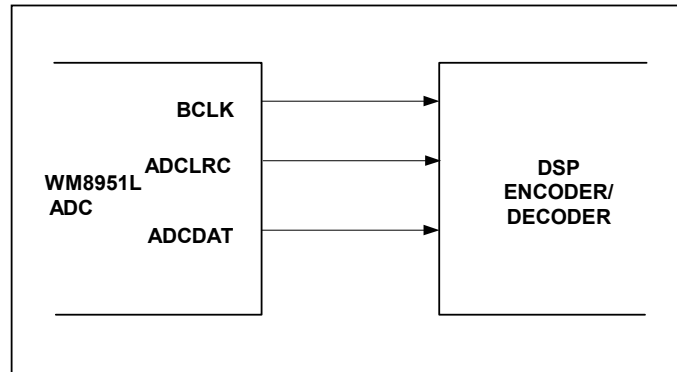 BCLK
ADCLRC
WM8951L
ADC
ADCDAT
DSP
ENCODER/
DECODER